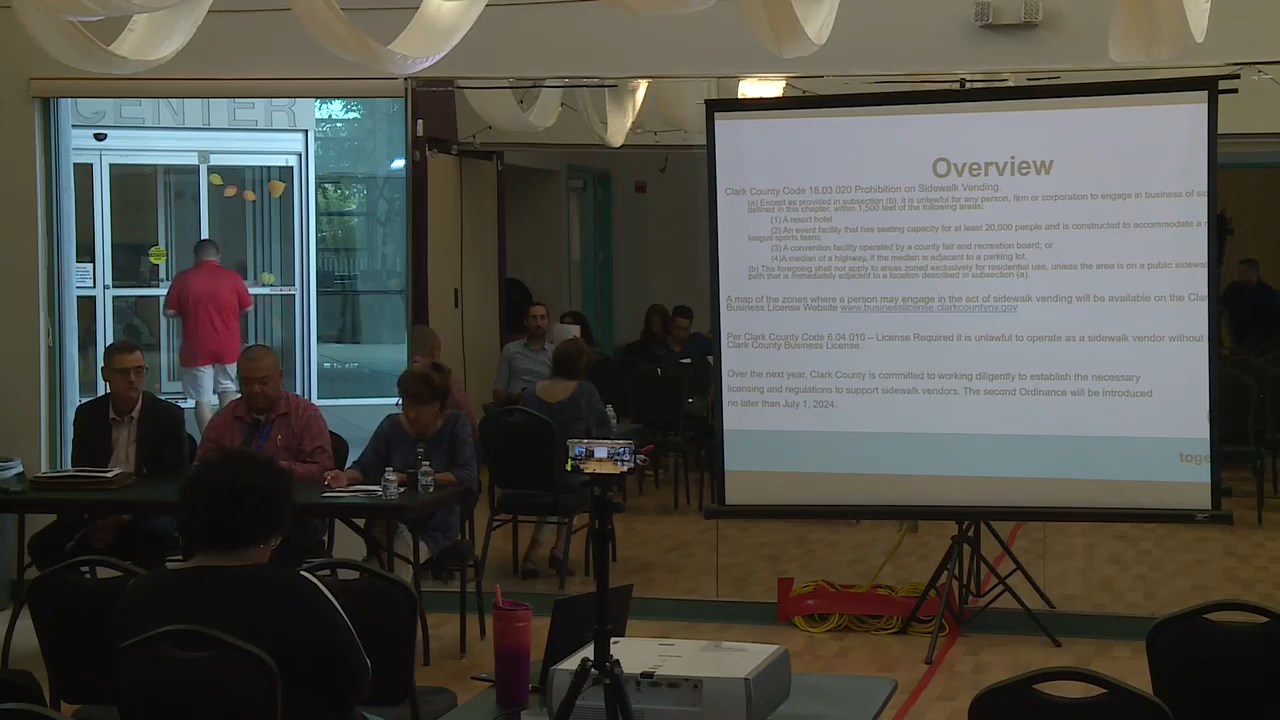 CENTER
Overview
Clark County Code 18.03.020 Prohibition on Sidewalk Vending.
(a) Except as provided in subsection (b), it is unlawful for any person, firm or corporation to engage in business of
defined in this chapter, within 1,500 feet of the following areas:
(1) A resort hotel
(2) An event facility that has seating capacity for at least 20,000 people and is constructed to accommodate a
league sports team;
(3) A convention facility operated by a county fair and recreation board; or
(4)A median of a highway, if the median is adjacent to a parking lot.
(b) The foregoing shall not apply to areas zoned exclusively for residential use, unless the area is on a public
path that is immediately adjacent to a location described in subsection (a).
A map of the zones where a person may engage in the act of sidewalk vending will be available on the
Business License Website www.businesslicense.clarkcountynv.gov
Per Clark County Code 6.04.010 – License Required it is unlawful to operate as a sidewalk vendor without
Clark County Business License.
Over the next year, Clark County is committed to working diligently to establish the necessary
licensing and regulations to support sidewalk vendors. The second Ordinance will be introduced
no later than July 1, 2024.
toge